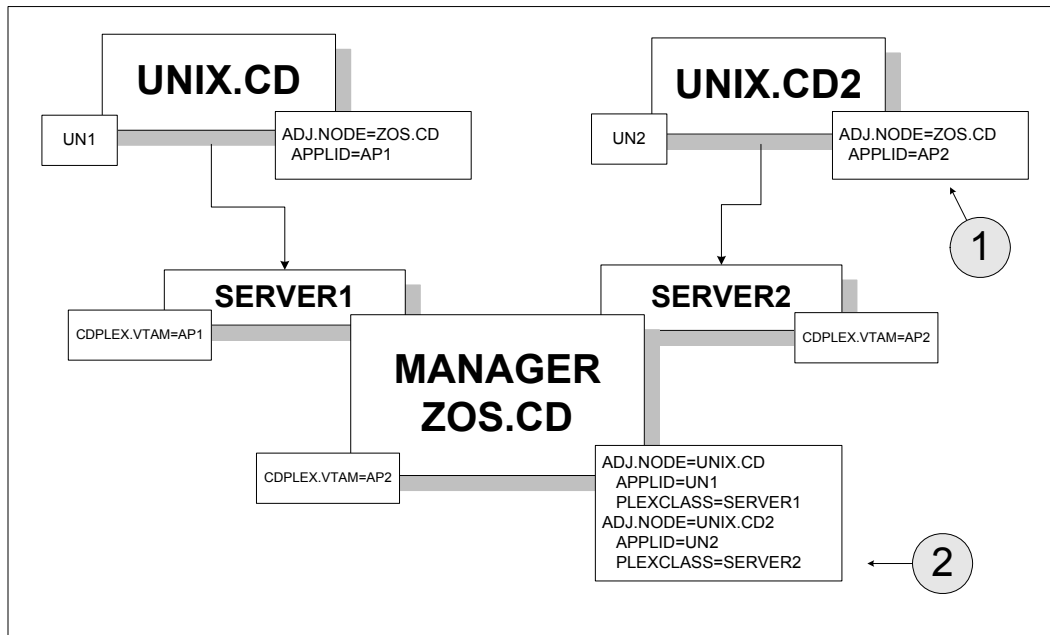 UNIX.CD
UN1
ADJ.NODE=ZOS.CD
APPLID=AP1
UNIX.CD2
UN2
ADJ.NODE=ZOS.CD
APPLID=AP2
1
SERVER1
CDPLEX.VTAM=AP1
SERVER2
CDPLEX.VTAM=AP2
MANAGER
ZOS.CD
CDPLEX.VTAM=AP2
ADJ.NODE=UNIX.CD
APPLID=UN1
PLEXCLASS=SERVER1
ADJ.NODE=UNIX.CD2
APPLID=UN2
PLEXCLASS=SERVER2
2